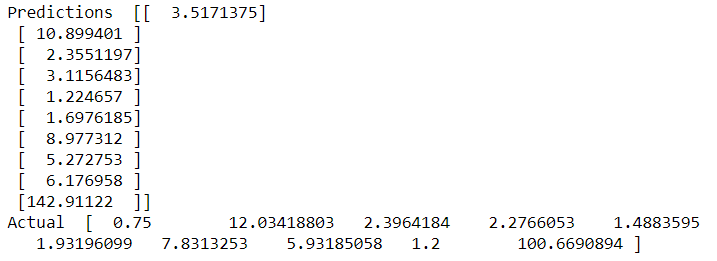 Predictions  [[  3.5171375]
 [ 10.899401 ]
 [  2.3551197]
 [  3.1156483]
 [  1.224657 ]
 [  1.6976185]
 [  8.977312 ]
 [  5.272753 ]
 [  6.176958 ]
 [142.91122  ]]
Actual  [  0.75        12.03418803   2.3964184    2.2766053    1.4883595
   1.93196099   7.8313253    5.93185058   1.2        100.6690894 ]